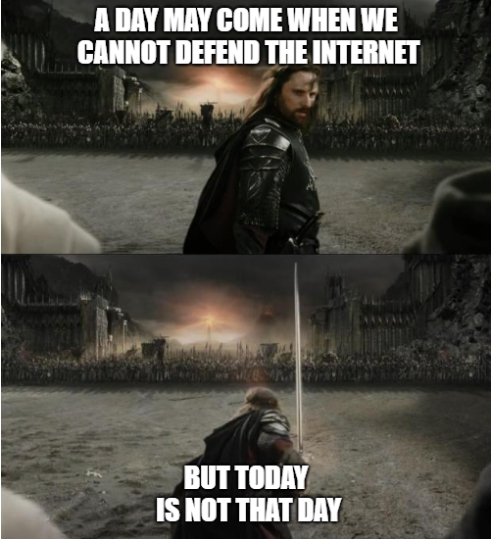 A DAY MAY COME WHEN WE
CANNOT DEFEND THE INTERNET
BUT TODAY
IS NOT THAT DAY